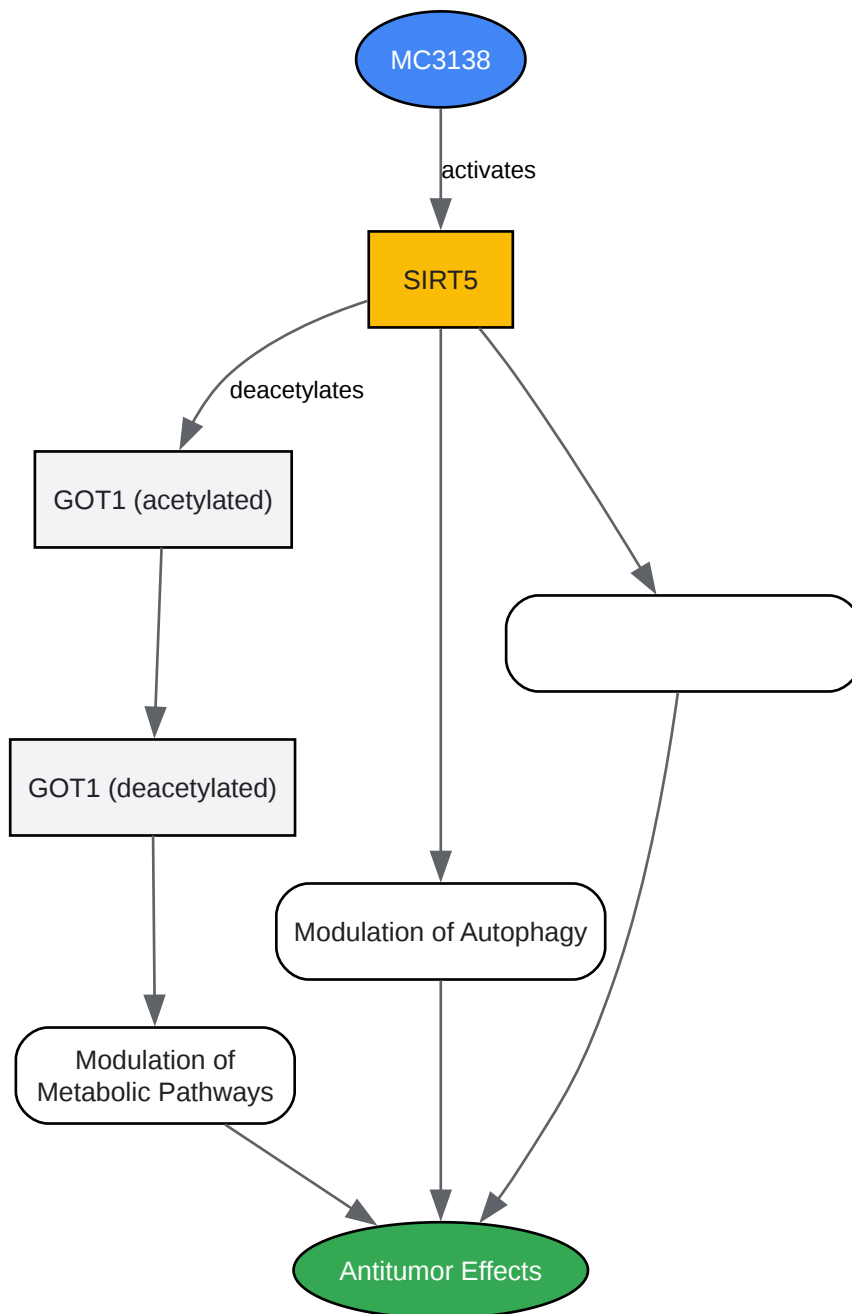 MC3138
activates
SIRT5
deacetylates
GOT1 (acetylated)
GOT1 (deacetylated)
Modulation of Autophagy
Modulation of
Metabolic Pathways
Antitumor Effects